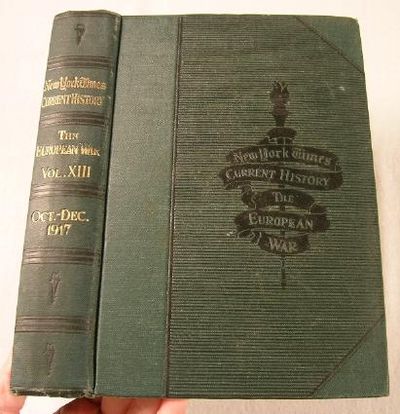 New York Times
CURRENT HISTORY
THE
EUROPEAN WAR
VOL. XIII
OCT.-DEC.
1917
New York Times
CURRENT HISTORY
THE
EUROPEAN
WAR